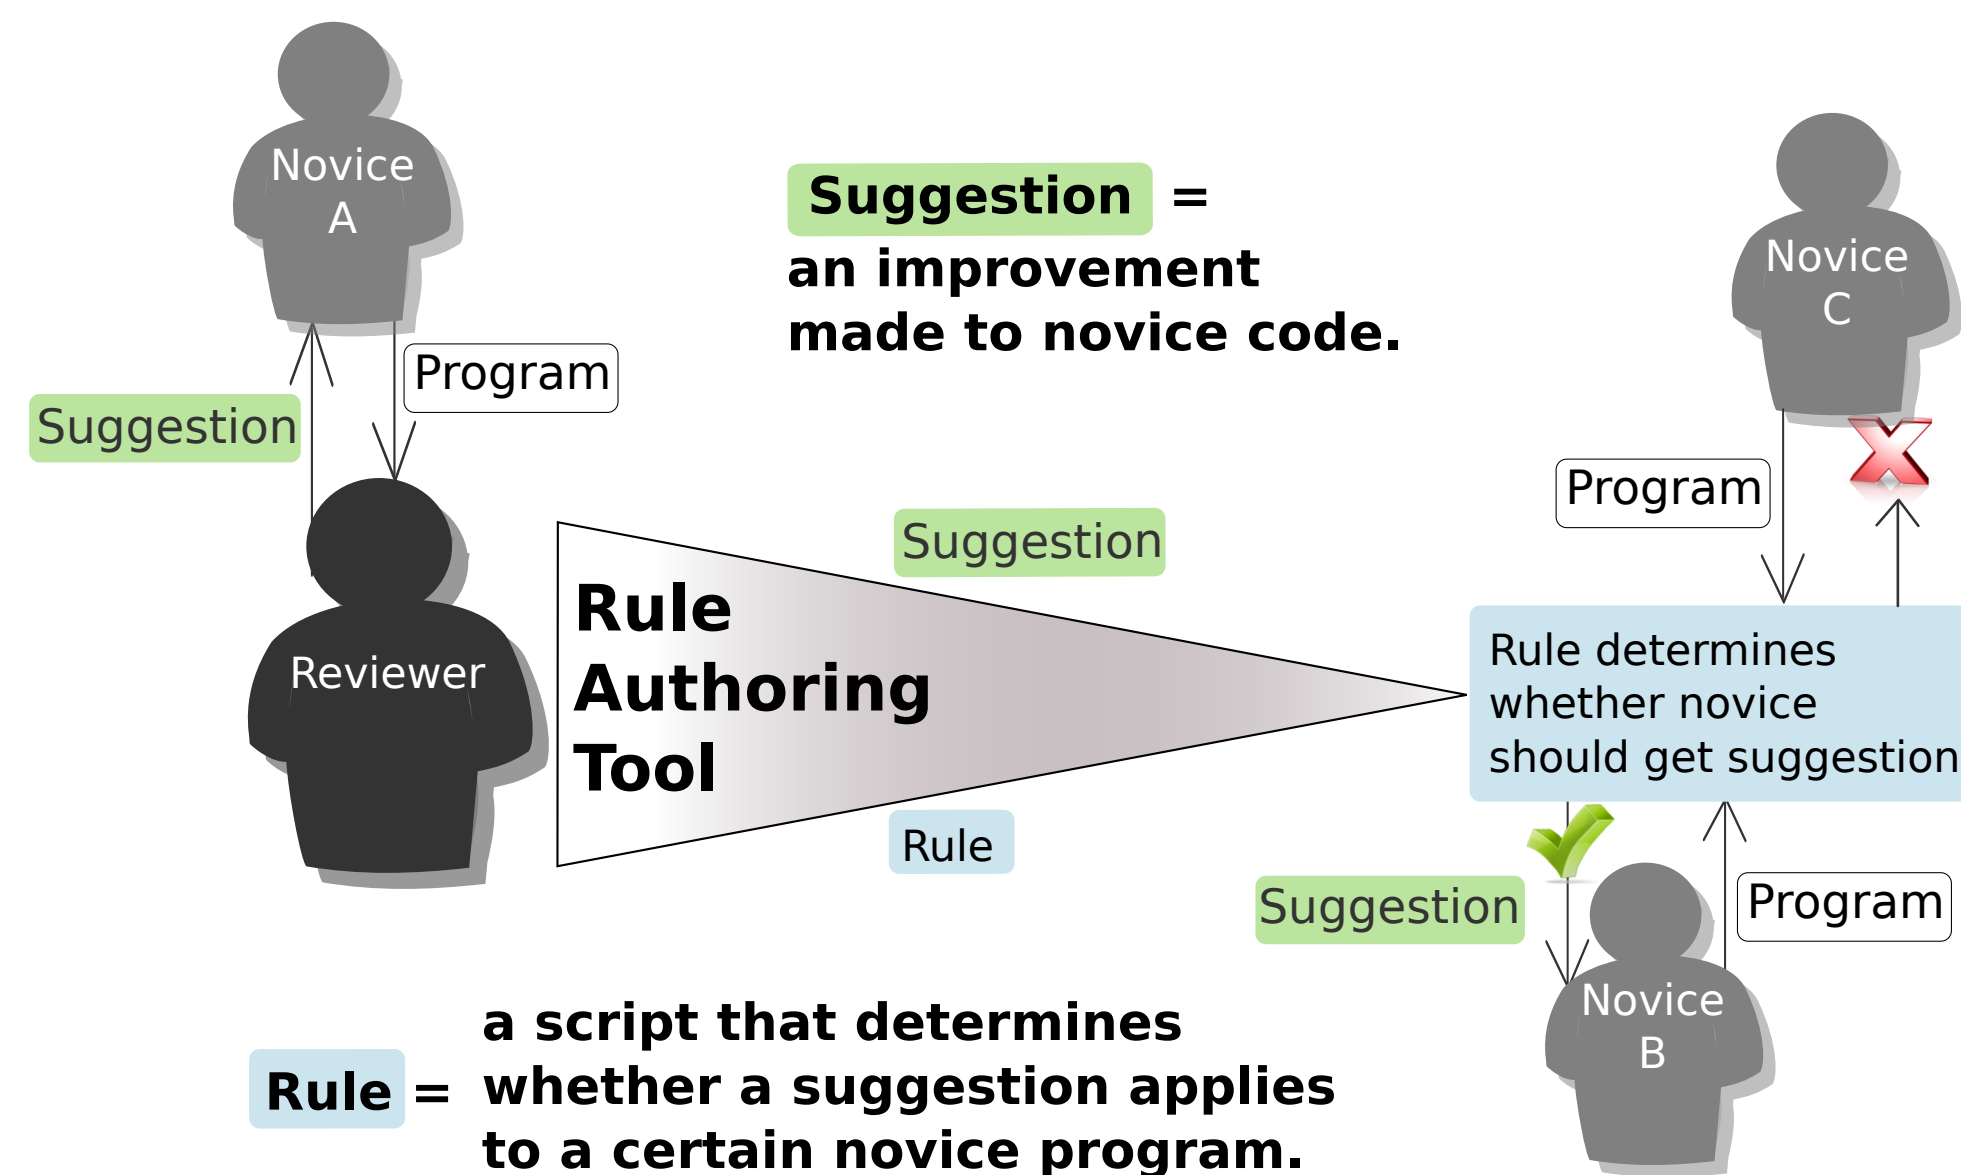 Novice
A
Suggestion =
an improvement
made to novice code.
Novice
C
Program
Suggestion
Program
Suggestion
Rule
Authoring
Tool
Reviewer
Rule determines
whether novice
should get suggestion
Rule
Suggestion
Program
Novice
B
Rule =
a script that determines
whether a suggestion applies
to a certain novice program.